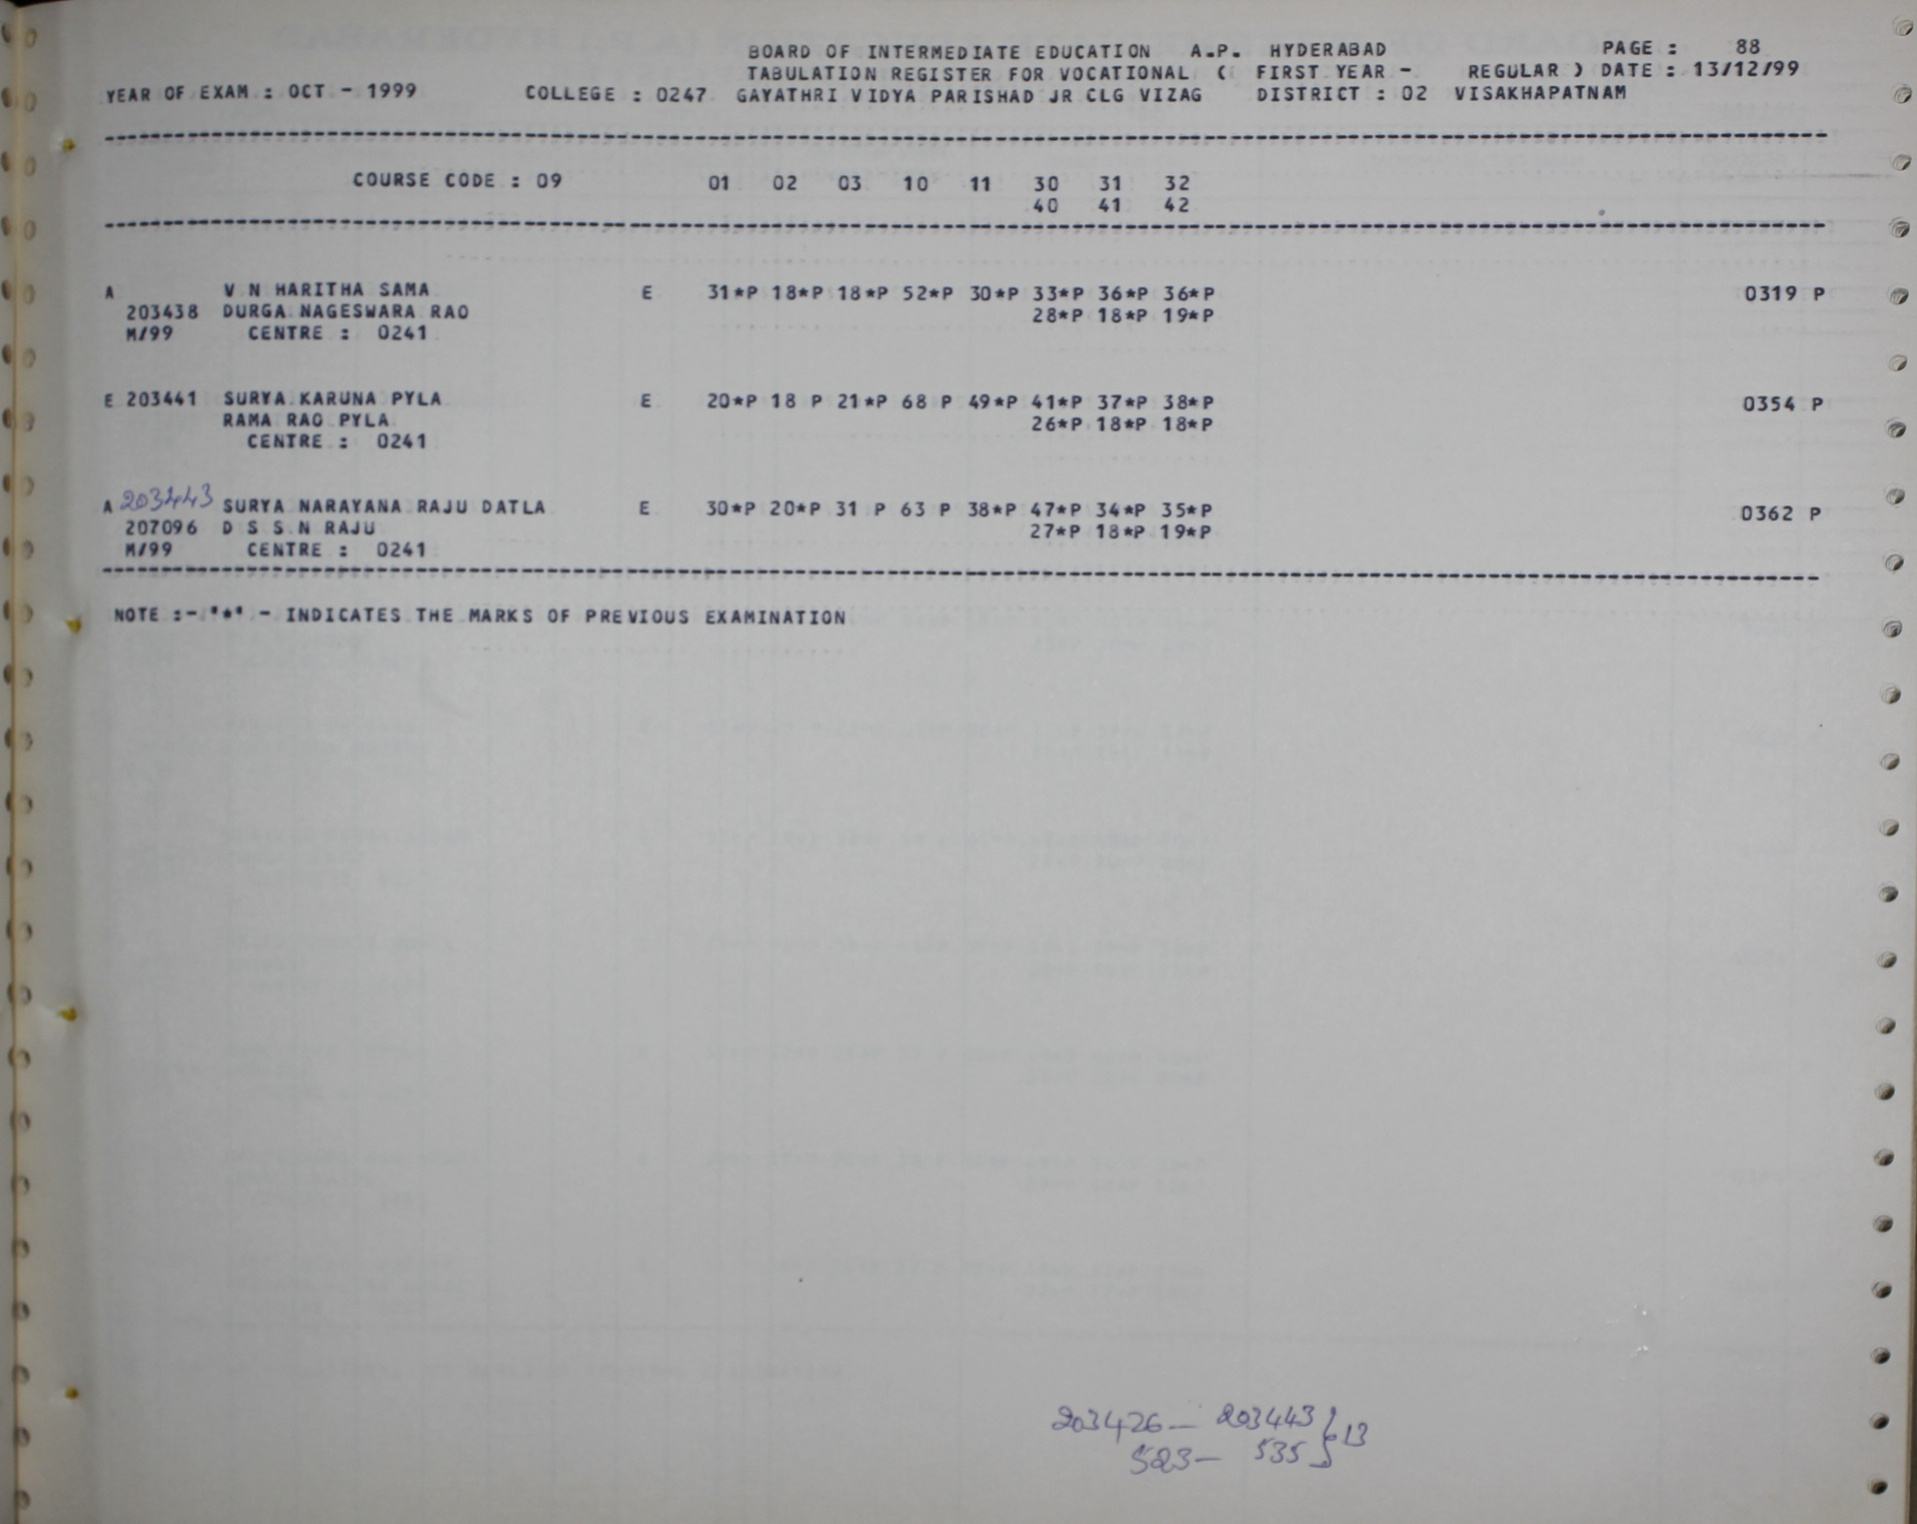 BOARD OF INTERMEDIATE EDUCATION A.P. HYDERABAD PAGE : 88
TABULATION REGISTER FOR VOCATIONAL ( FIRST YEAR - REGULAR ) DATE : 13/12/99
YEAR OF EXAM : OCT - 1999 COLLEGE : 0247 GAYATHRI VIDYA PARISHAD JR CLG VIZAG DISTRICT : 02 VISAKHAPATNAM
COURSE CODE : 09 01 02 03 10 11 30 31 32
40 41 42
A V N HARITHA SAMA E 31*P 18*P 18*P 52*P 30*P 33*P 36*P 36*P 0319 P
203438 DURGA NAGESWARA RAO 28*P 18*P 19*P
M/99 CENTRE : 0241
E 203441 SURYA KARUNA PYLA E 20*P 18 P 21*P 68 P 49*P 41*P 37*P 38*P 0354 P
RAMA RAO PYLA 26*P 18*P 18*P
CENTRE : 0241
A 203443 SURYA NARAYANA RAJU DATLA E 30*P 20*P 31 P 63 P 38*P 47*P 34*P 35*P 0362 P
207096 D S S N RAJU 27*P 18*P 19*P
M/99 CENTRE : 0241
NOTE :- "*" - INDICATES THE MARKS OF PREVIOUS EXAMINATION
203426 - 203443 } 13
523 - 535